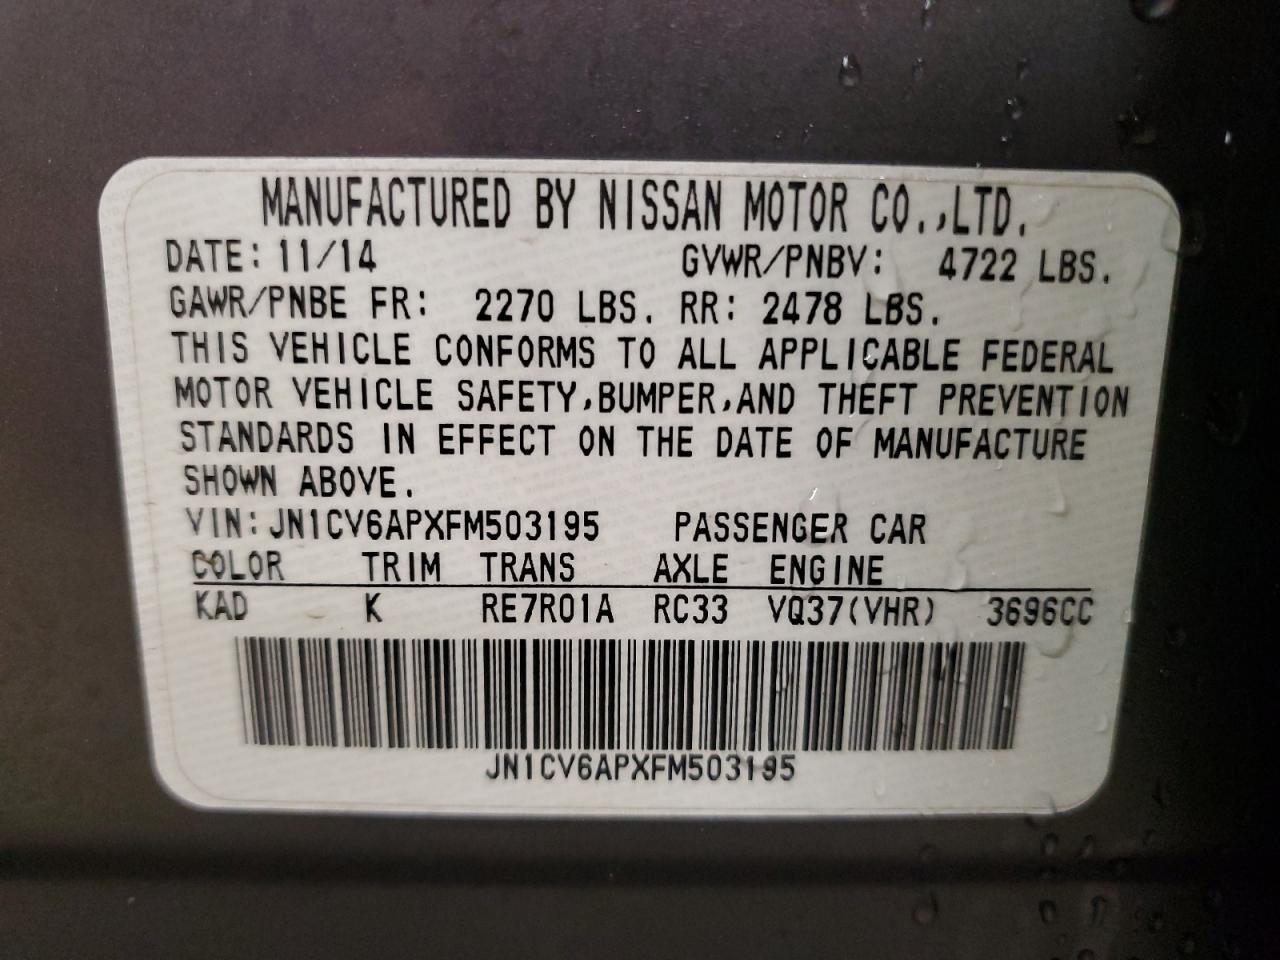 MANUFACTURED BY NISSAN MOTOR CO.,LTD.
DATE: 11/14 GVWR/PNBV: 4722 LBS.
GAWR/PNBE FR: 2270 LBS. RR: 2478 LBS.
THIS VEHICLE CONFORMS TO ALL APPLICABLE FEDERAL
MOTOR VEHICLE SAFETY,BUMPER,AND THEFT PREVENTION
STANDARDS IN EFFECT ON THE DATE OF MANUFACTURE
SHOWN ABOVE.
VIN: JN1CV6APXFM503195 PASSENGER CAR
COLOR TRIM TRANS AXLE ENGINE
KAD K RE7R01A RC33 VQ37(VHR) 3696CC
JN1CV6APXFM503195